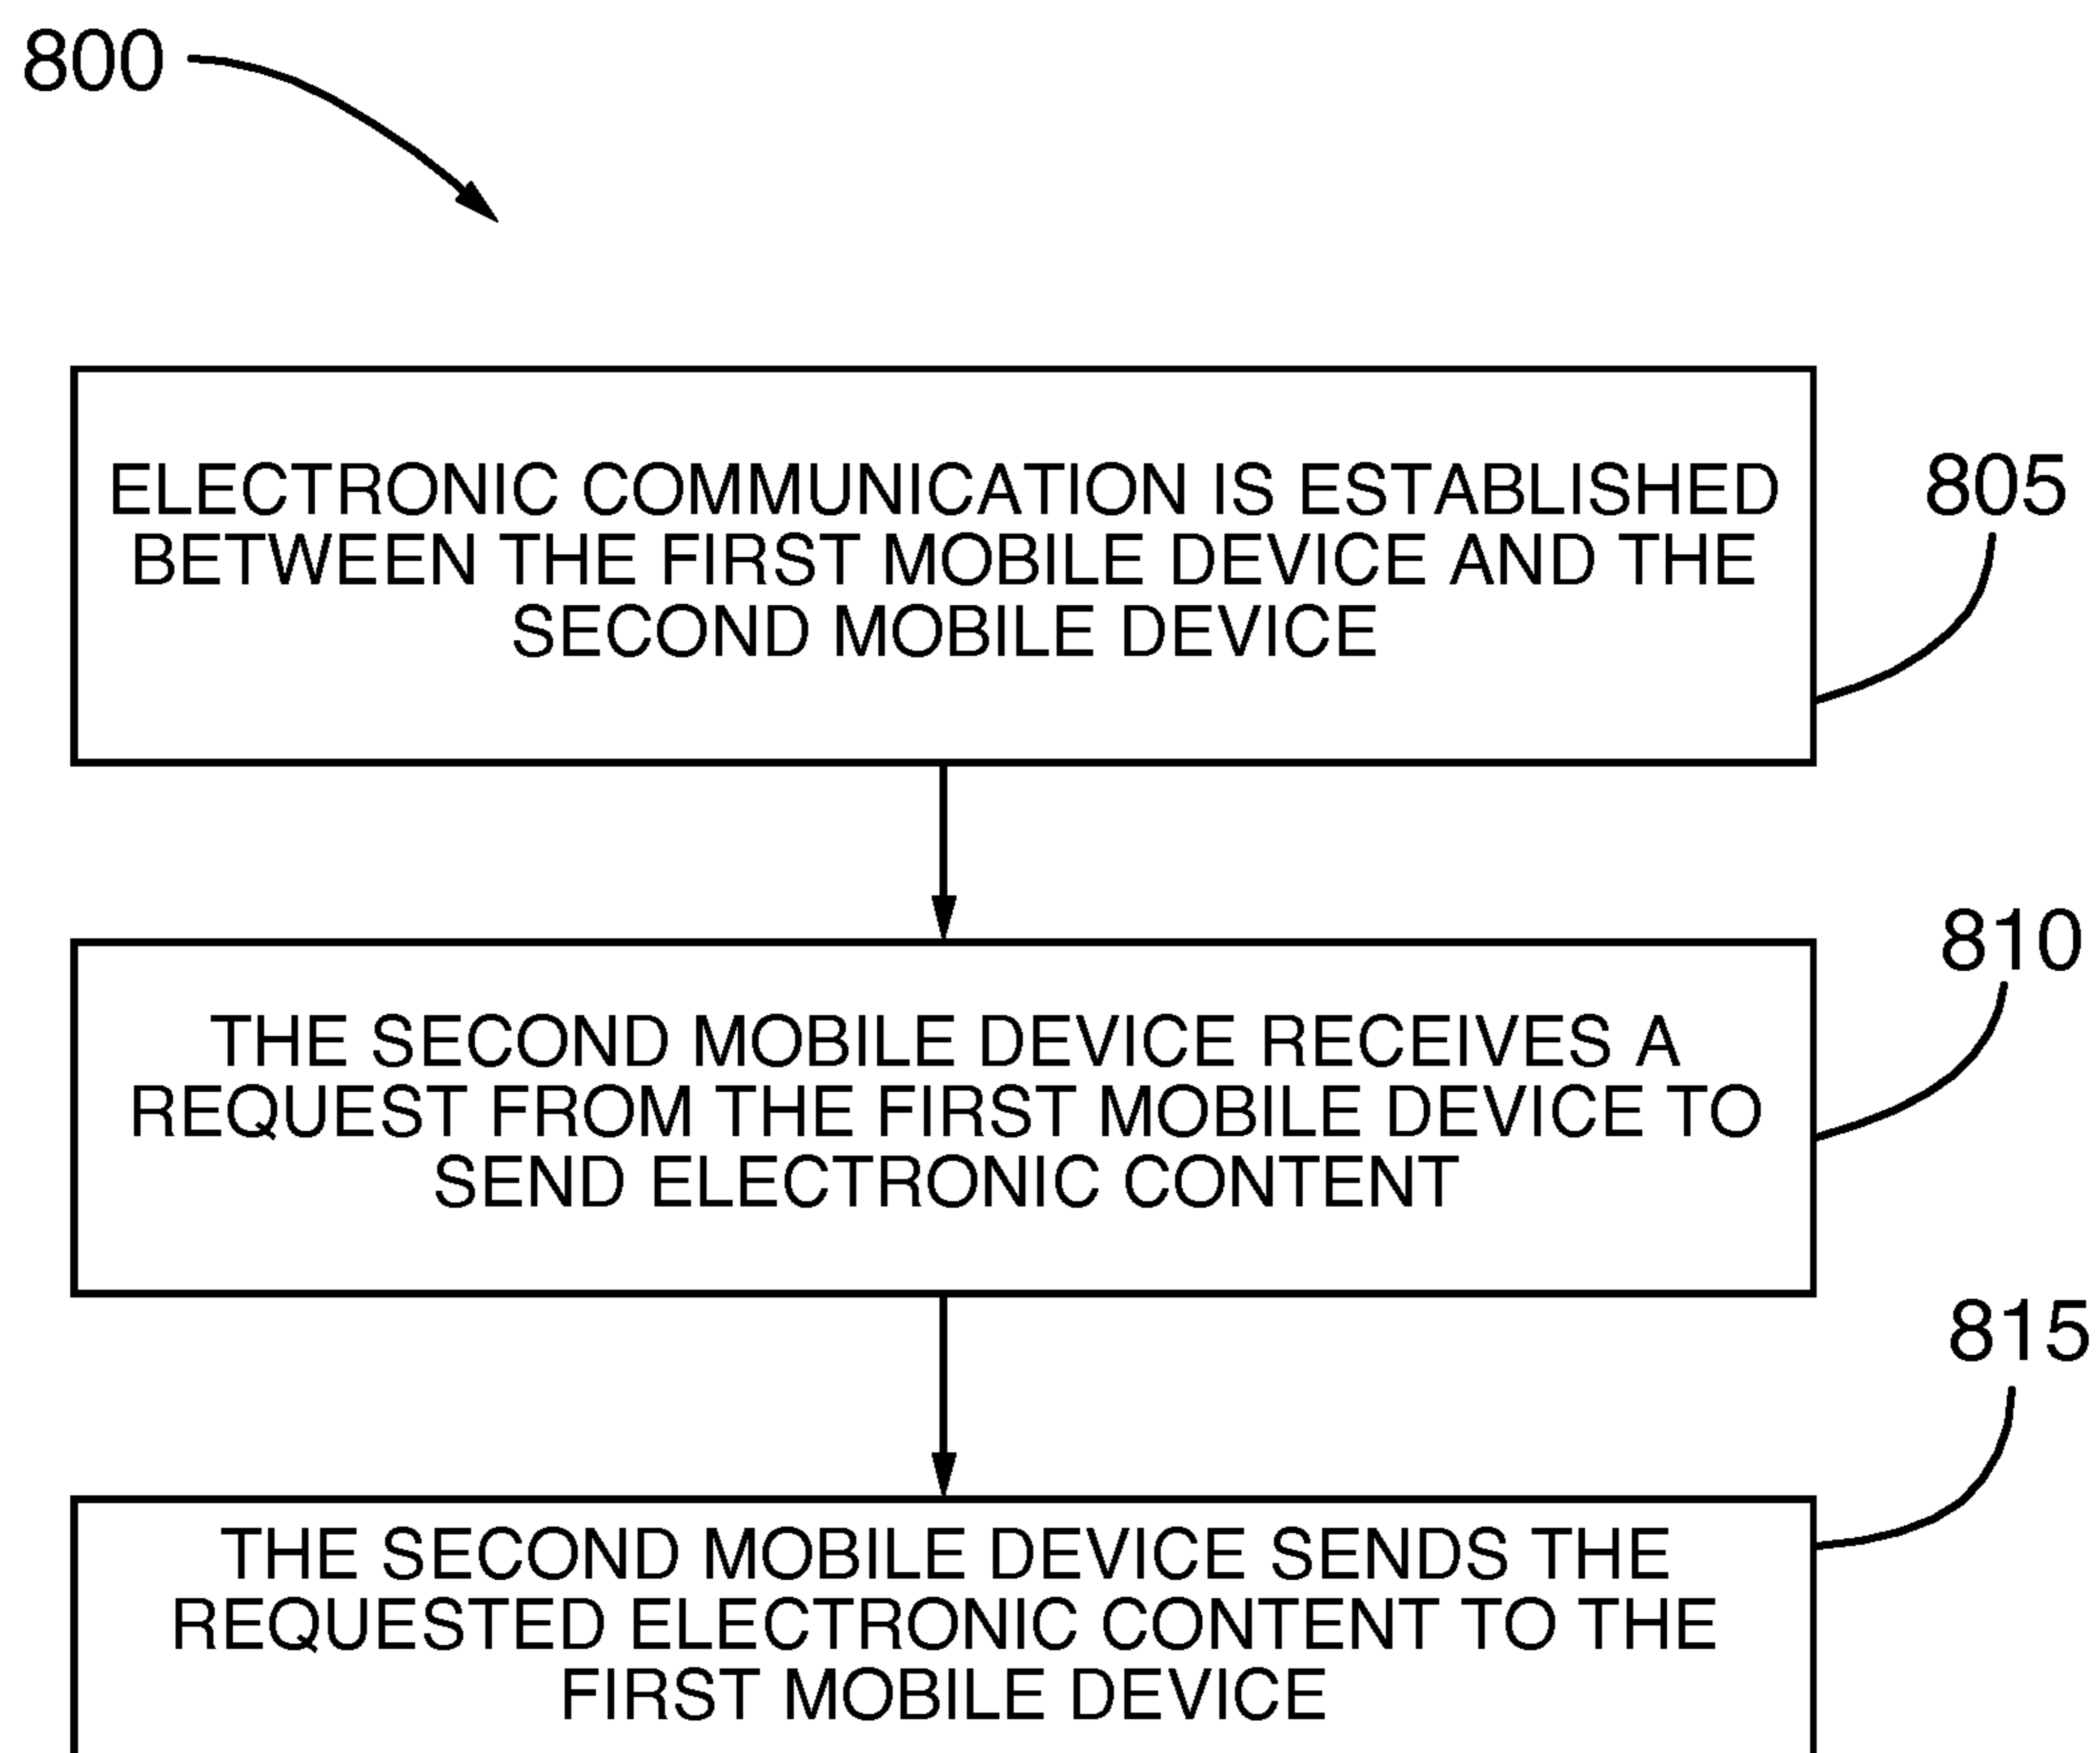 800
ELECTRONIC COMMUNICATION IS ESTABLISHED
BETWEEN THE FIRST MOBILE DEVICE AND THE
SECOND MOBILE DEVICE
805
THE SECOND MOBILE DEVICE RECEIVES A
REQUEST FROM THE FIRST MOBILE DEVICE TO
SEND ELECTRONIC CONTENT
810
THE SECOND MOBILE DEVICE SENDS THE
REQUESTED ELECTRONIC CONTENT TO THE
FIRST MOBILE DEVICE
815